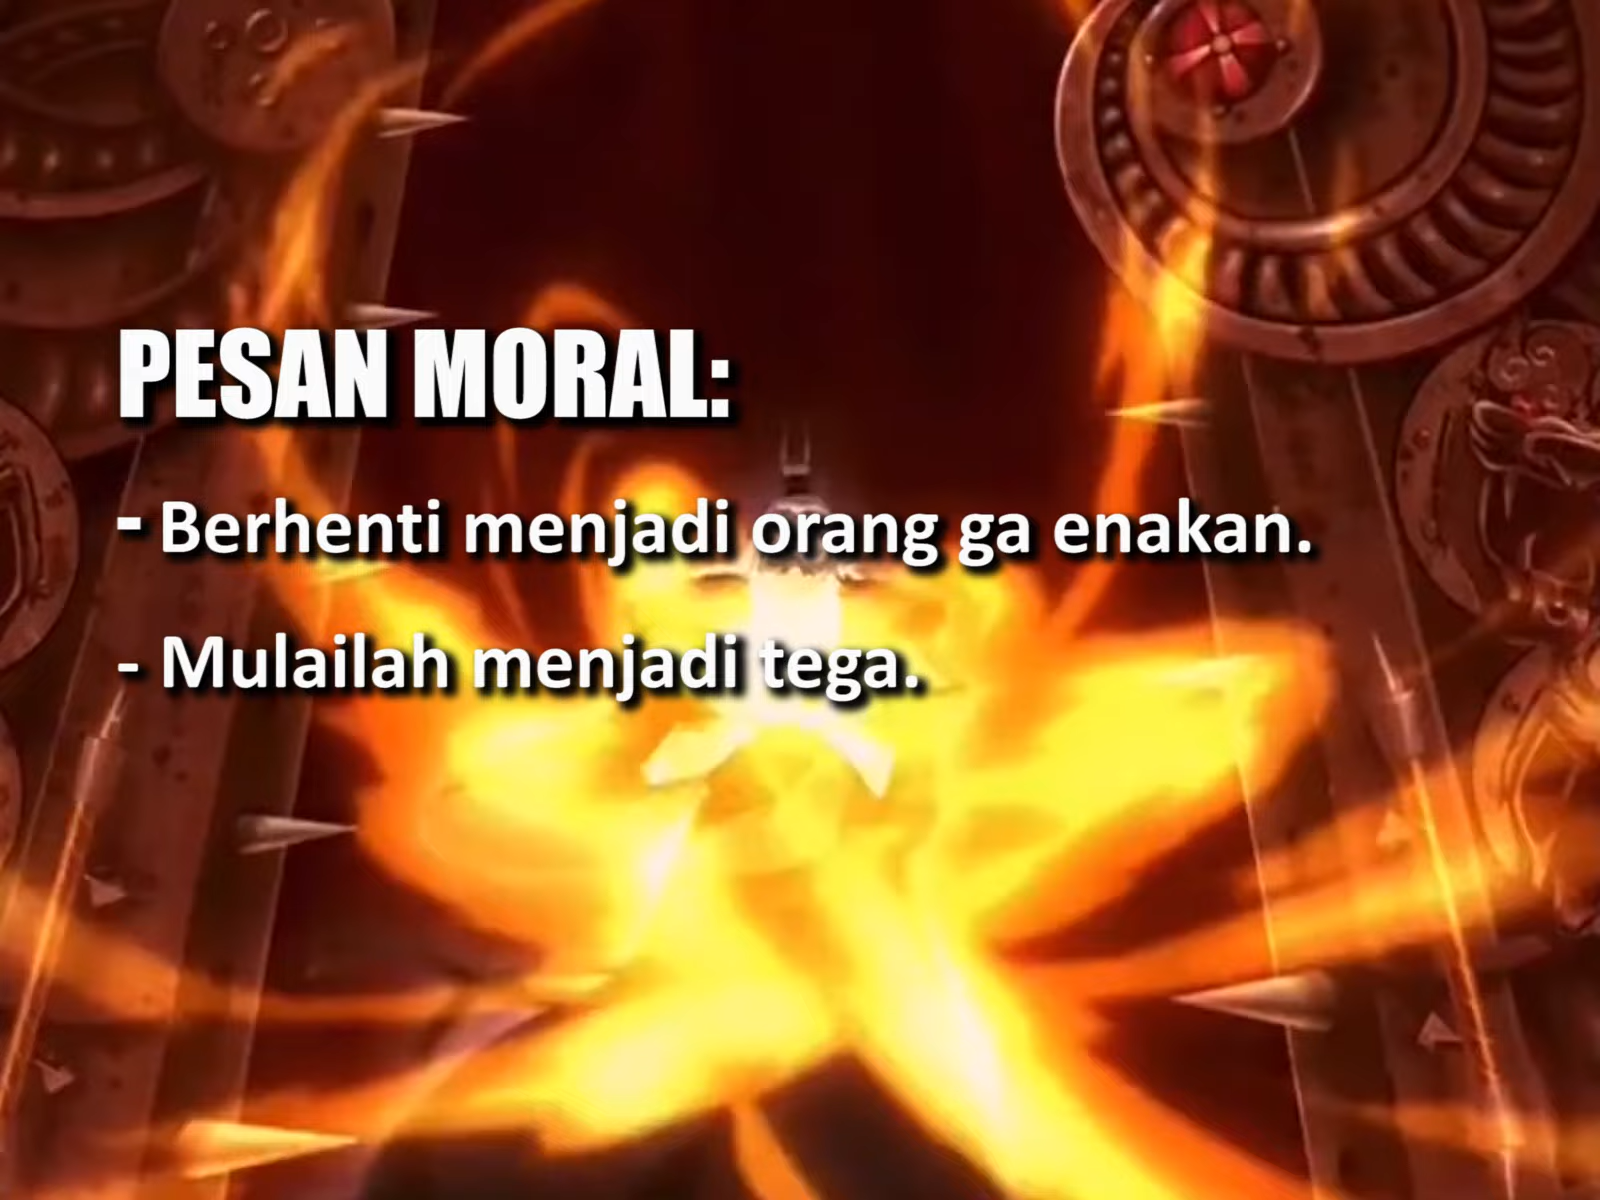 PESAN MORAL:
- Berhenti menjadi orang ga enakan.
- Mulailah menjadi tega.